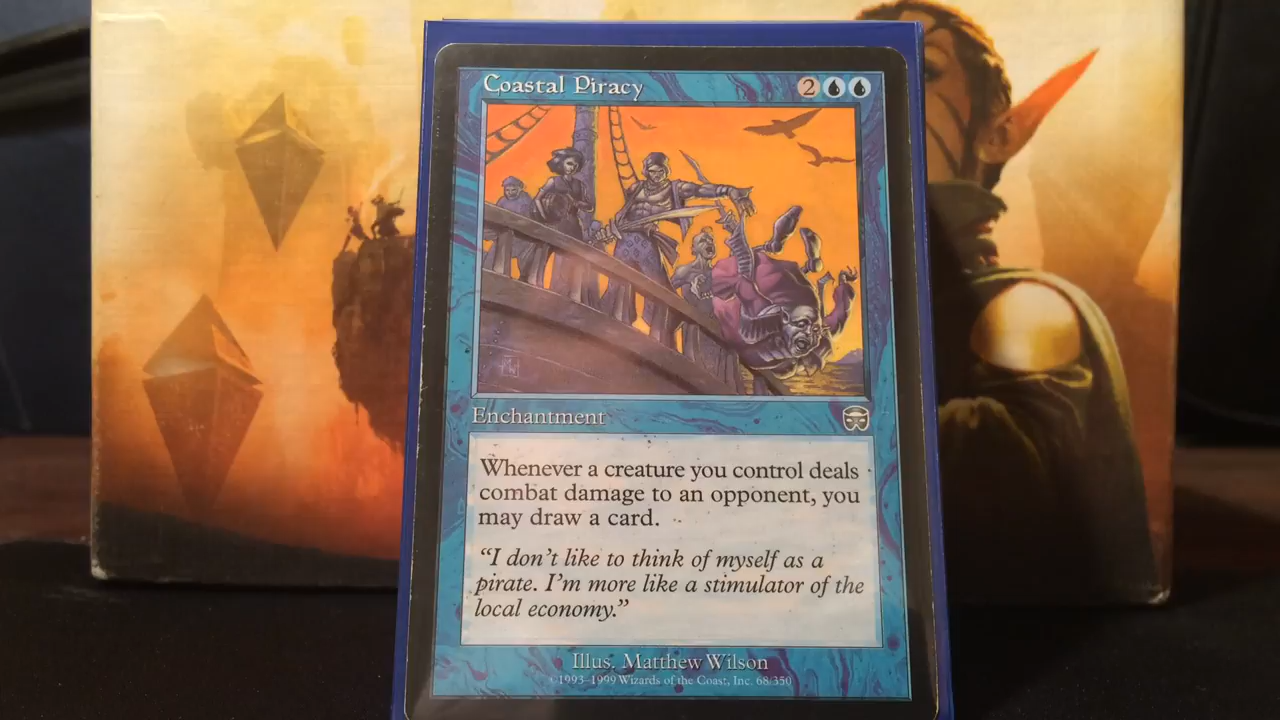 Coastal Piracy 2
Enchantment
Whenever a creature you control deals
combat damage to an opponent, you
may draw a card.
“I don’t like to think of myself as a
pirate. I’m more like a stimulator of the
local economy.”
Illus. Matthew Wilson
©1993–1999 Wizards of the Coast, Inc. 68/350